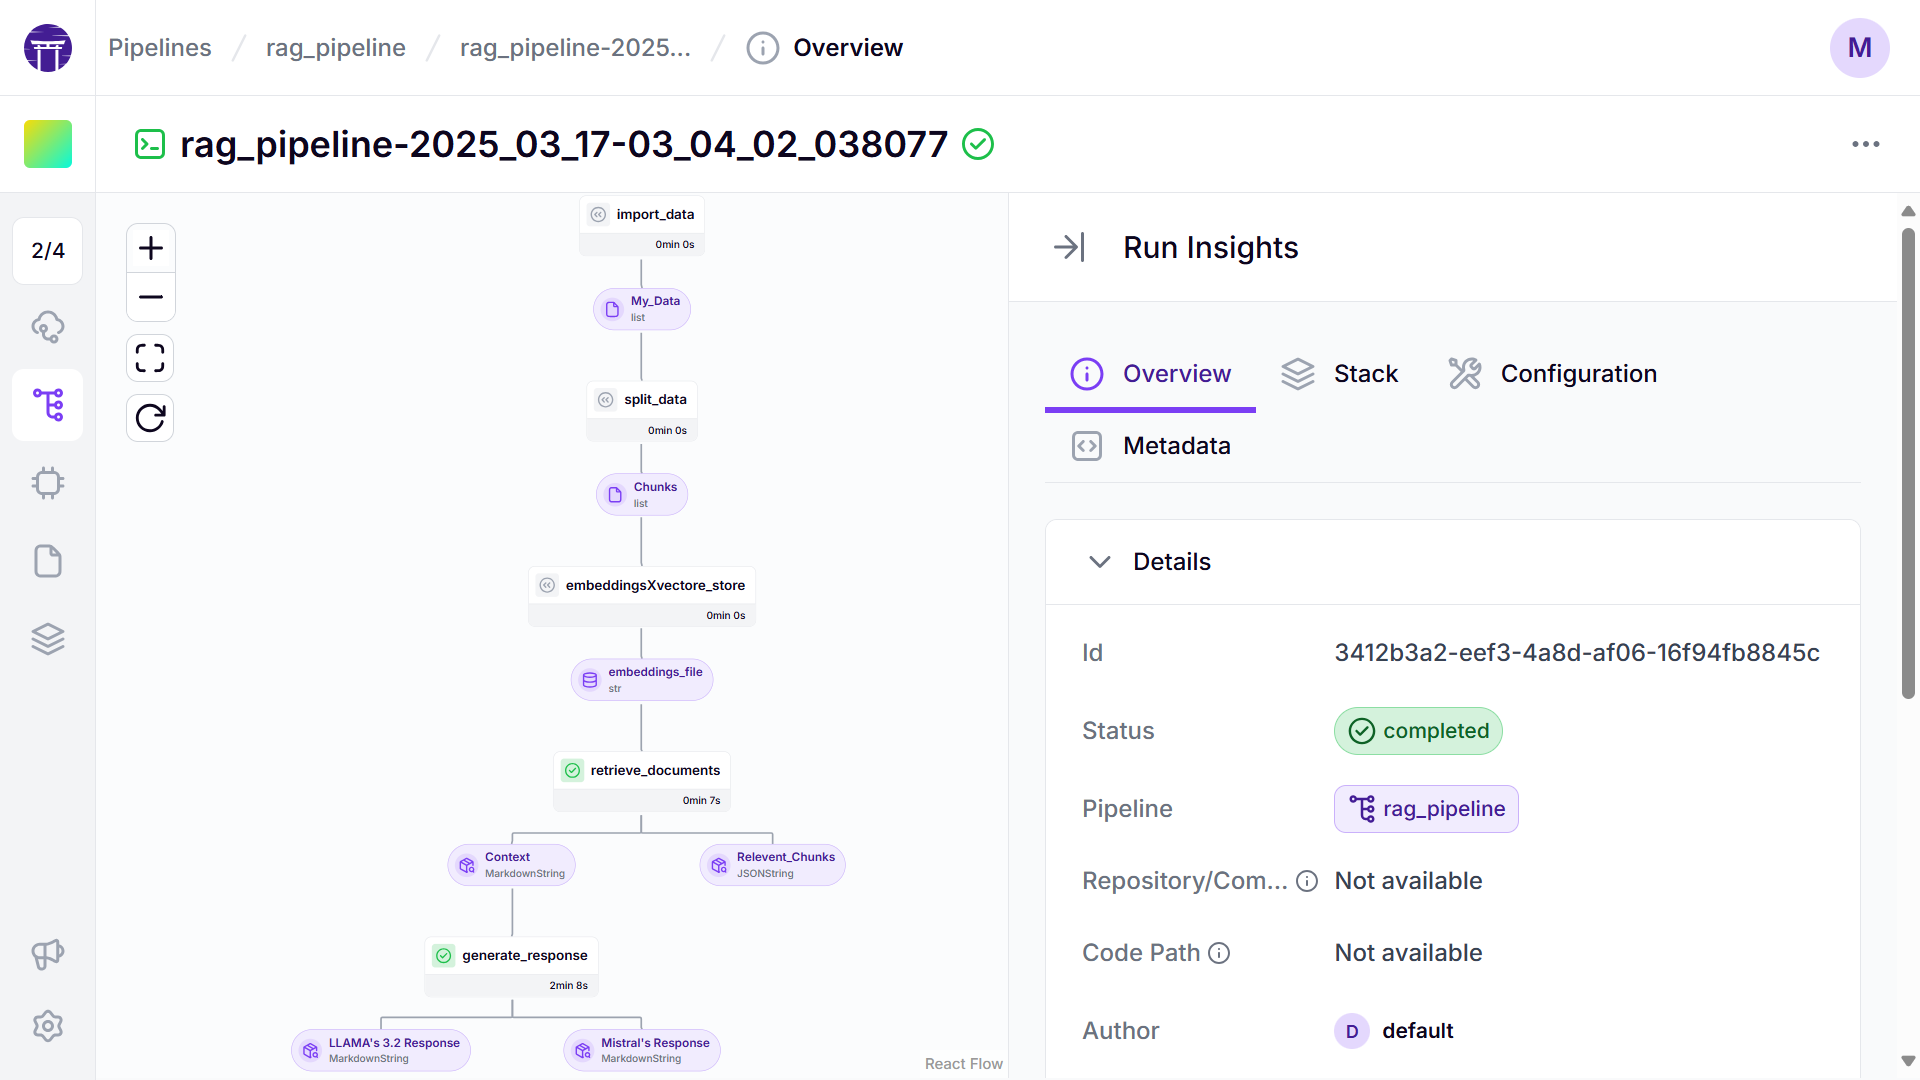 Pipelines / rag_pipeline / rag_pipeline-2025... / Overview
M
rag_pipeline-2025_03_17-03_04_02_038077
2/4
import_data
0min 0s
My_Data
list
split_data
0min 0s
Chunks
list
embeddingsXvectore_store
0min 0s
embeddings_file
str
retrieve_documents
0min 7s
Context
MarkdownString
Relevent_Chunks
JSONString
generate_response
2min 8s
LLAMA's 3.2 Response
MarkdownString
Mistral's Response
MarkdownString
React Flow
Run Insights
Overview
Stack
Configuration
Metadata
Details
Id 3412b3a2-eef3-4a8d-af06-16f94fb8845c
Status completed
Pipeline rag_pipeline
Repository/Com... Not available
Code Path Not available
Author D default